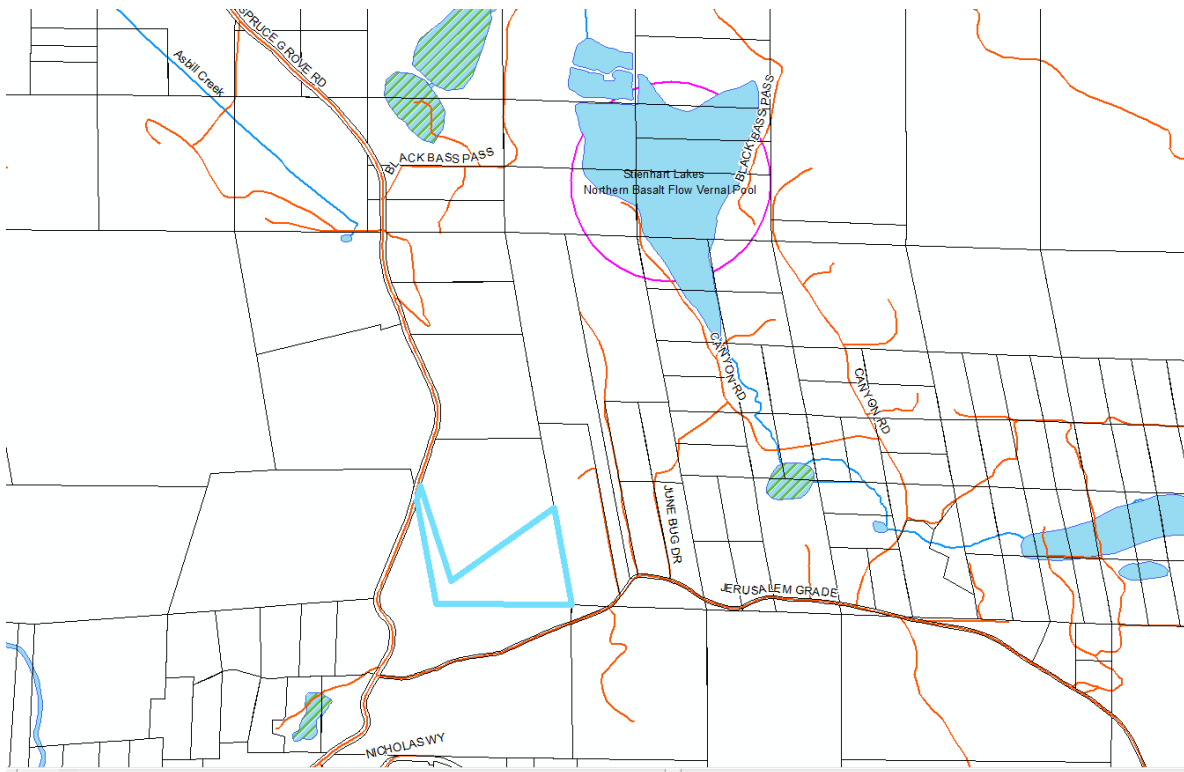 SPRUCE GROVE RD
Asbill Creek
BLACK BASS PASS
BLACK BASS PASS
Stienhart Lakes
Northern Basalt Flow Vernal Pool
CANYON RD
CANYON RD
JUNE BUG DR
JERUSALEM GRADE
NICHOLAS WY